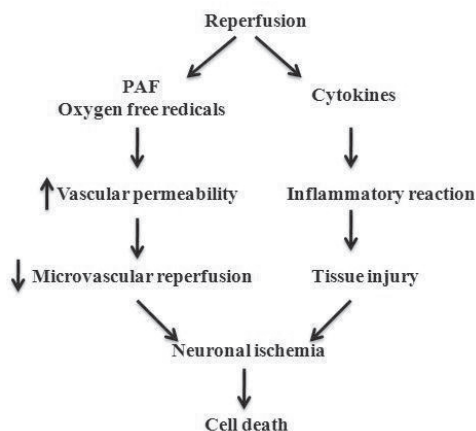 Reperfusion
PAF
Oxygen free redicals
Cytokines
Vascular permeability
Inflammatory reaction
Microvascular reperfusion
Tissue injury
Neuronal ischemia
Cell death